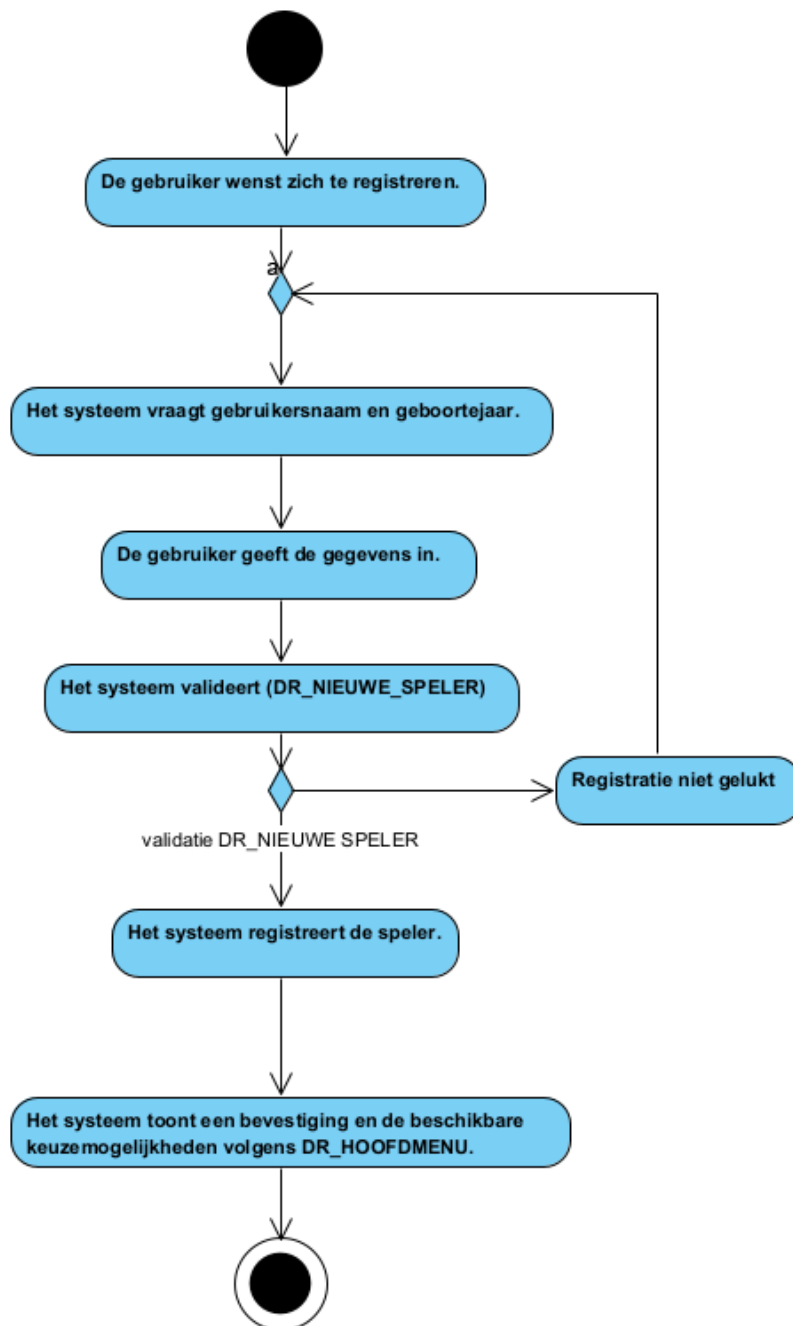 De gebruiker wenst zich te registreren.
a
Het systeem vraagt gebruikersnaam en geboortejaar.
De gebruiker geeft de gegevens in.
Het systeem valideert (DR_NIEUWE_SPELER)
Registratie niet gelukt
validatie DR_NIEUWE SPELER
Het systeem registreert de speler.
Het systeem toont een bevestiging en de beschikbare
keuzemogelijkheden volgens DR_HOOFDMENU.